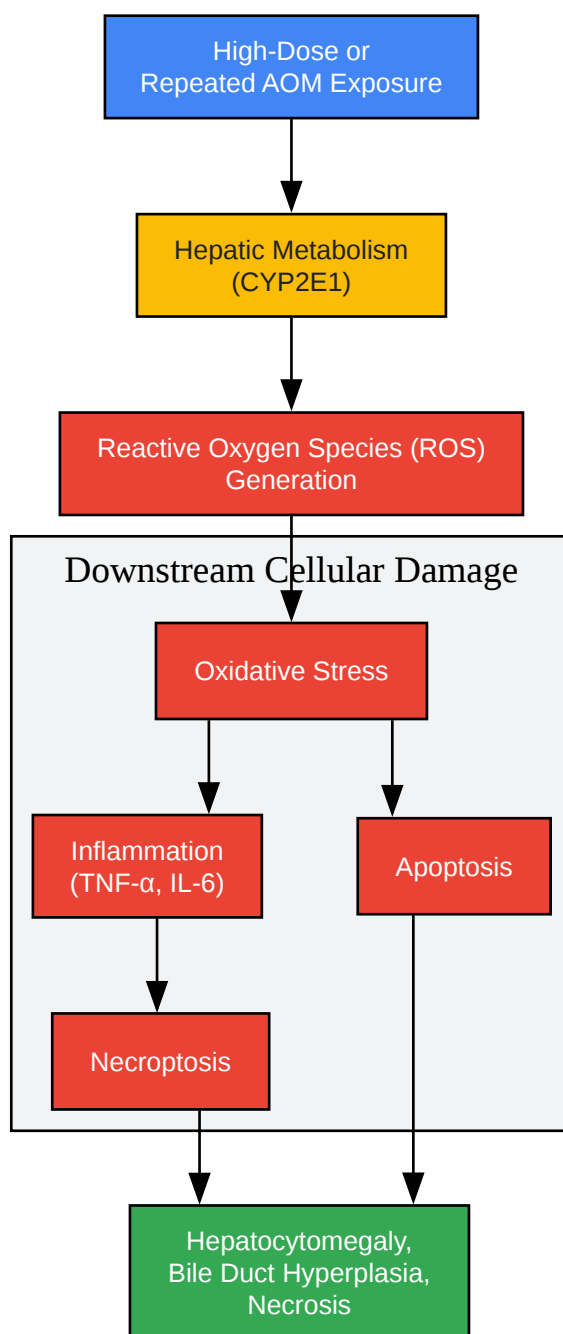 High-Dose or
Repeated AOM Exposure
Hepatic Metabolism
(CYP2E1)
Reactive Oxygen Species (ROS)
Generation
Downstream Cellular Damage
Oxidative Stress
Inflammation
(TNF-α, IL-6)
Apoptosis
Necroptosis
Hepatocytomegaly,
Bile Duct Hyperplasia,
Necrosis